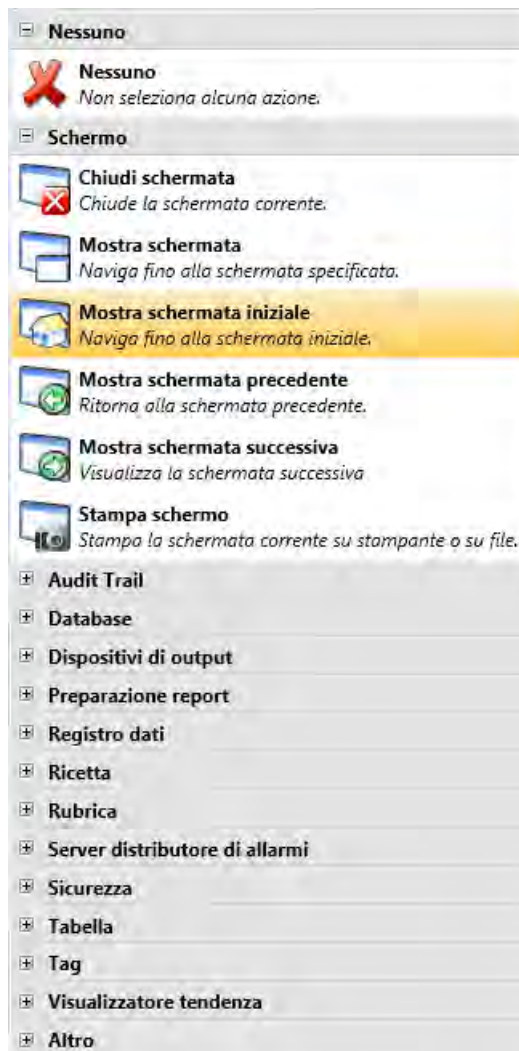 Nessuno
Nessuno
Non seleziona alcuna azione.
Schermo
Chiudi schermata
Chiude la schermata corrente.
Mostra schermata
Naviga fino alla schermata specificata.
Mostra schermata iniziale
Naviga fino alla schermata iniziale.
Mostra schermata precedente
Ritorna alla schermata precedente.
Mostra schermata successiva
Visualizza la schermata successiva
Stampa schermo
Stampa la schermata corrente su stampante o su file.
Audit Trail
Database
Dispositivi di output
Preparazione report
Registro dati
Ricetta
Rubrica
Server distributore di allarmi
Sicurezza
Tabella
Tag
Visualizzatore tendenza
Altro